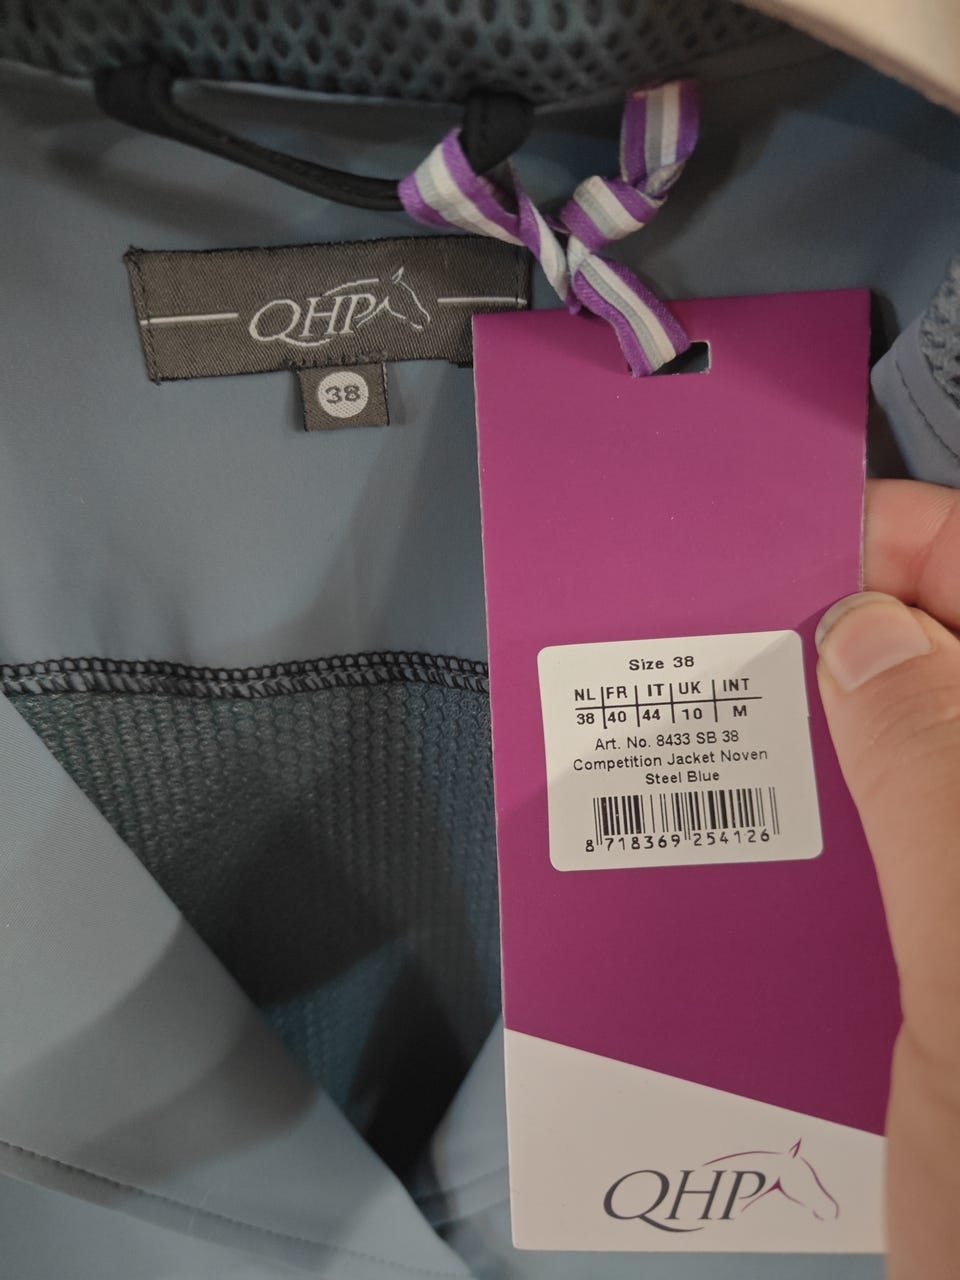 QHP
38
Size 38
NL FR IT UK INT
38 40 44 10 M
Art. No. 8433 SB 38
Competition Jacket Noven
Steel Blue
8 718369 254126
QHP